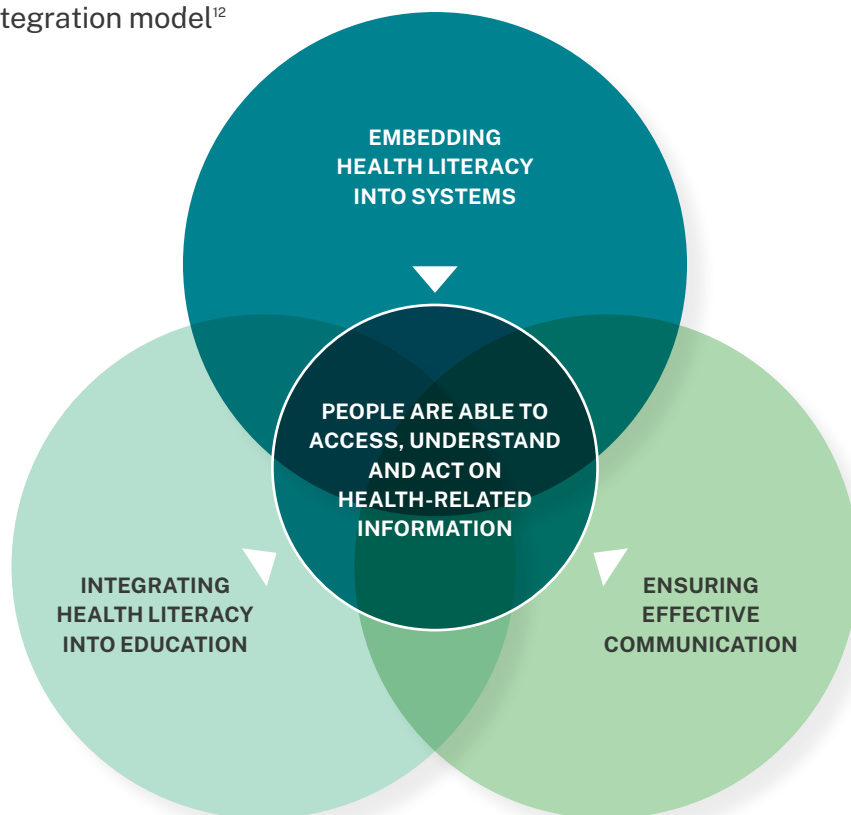 tegration model¹²
EMBEDDING
HEALTH LITERACY
INTO SYSTEMS
PEOPLE ARE ABLE TO
ACCESS, UNDERSTAND
AND ACT ON
HEALTH-RELATED
INFORMATION
INTEGRATING
HEALTH LITERACY
INTO EDUCATION
ENSURING
EFFECTIVE
COMMUNICATION